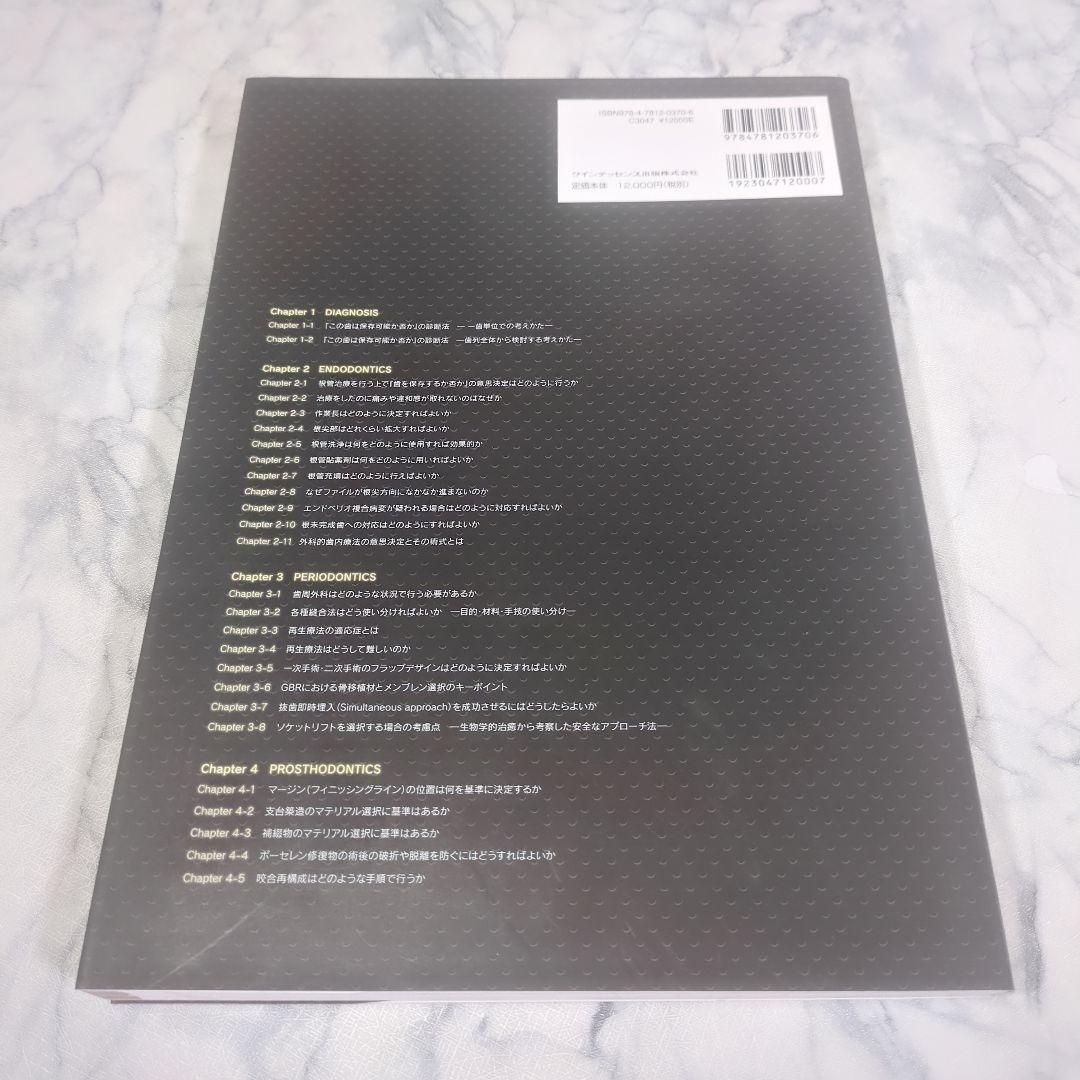 ISBN978-4-7812-0370-6
C3047 ¥12000E
9784781203706
クインテッセンス出版株式会社
定価本体 12,000円(税別)
1923047120007
Chapter 1 DIAGNOSIS
Chapter 1-1 『この歯は保存可能か否か』の診断法 ―一歯単位での考えかた―
Chapter 1-2 『この歯は保存可能か否か』の診断法 ―歯列全体から検討する考えかた―
Chapter 2 ENDODONTICS
Chapter 2-1 根管治療を行う上で『歯を保存するか否か』の意思決定はどのように行うか
Chapter 2-2 治療をしたのに痛みや違和感が取れないのはなぜか
Chapter 2-3 作業長はどのように決定すればよいか
Chapter 2-4 根尖部はどれくらい拡大すればよいか
Chapter 2-5 根管洗浄は何をどのように使用すれば効果的か
Chapter 2-6 根管貼薬剤は何をどのように用いればよいか
Chapter 2-7 根管充填はどのように行えばよいか
Chapter 2-8 なぜファイルが根尖方向になかなか進まないのか
Chapter 2-9 エンドペリオ複合病変が疑われる場合はどのように対応すればよいか
Chapter 2-10 根未完成歯への対応はどのようにすればよいか
Chapter 2-11 外科的歯内療法の意思決定とその術式とは
Chapter 3 PERIODONTICS
Chapter 3-1 歯周外科はどのような状況で行う必要があるか
Chapter 3-2 各種縫合法はどう使い分ければよいか ―目的・材料・手技の使い分け―
Chapter 3-3 再生療法の適応症とは
Chapter 3-4 再生療法はどうして難しいのか
Chapter 3-5 一次手術・二次手術のフラップデザインはどのように決定すればよいか
Chapter 3-6 GBRにおける骨移植材とメンブレン選択のキーポイント
Chapter 3-7 抜歯即時埋入(Simultaneous approach)を成功させるにはどうしたらよいか
Chapter 3-8 ソケットリフトを選択する場合の考慮点 ―生物学的治癒から考察した安全なアプローチ法―
Chapter 4 PROSTHODONTICS
Chapter 4-1 マージン(フィニッシングライン)の位置は何を基準に決定するか
Chapter 4-2 支台築造のマテリアル選択に基準はあるか
Chapter 4-3 補綴物のマテリアル選択に基準はあるか
Chapter 4-4 ポーセレン修復物の術後の破折や脱離を防ぐにはどうすればよいか
Chapter 4-5 咬合再構成はどのような手順で行うか